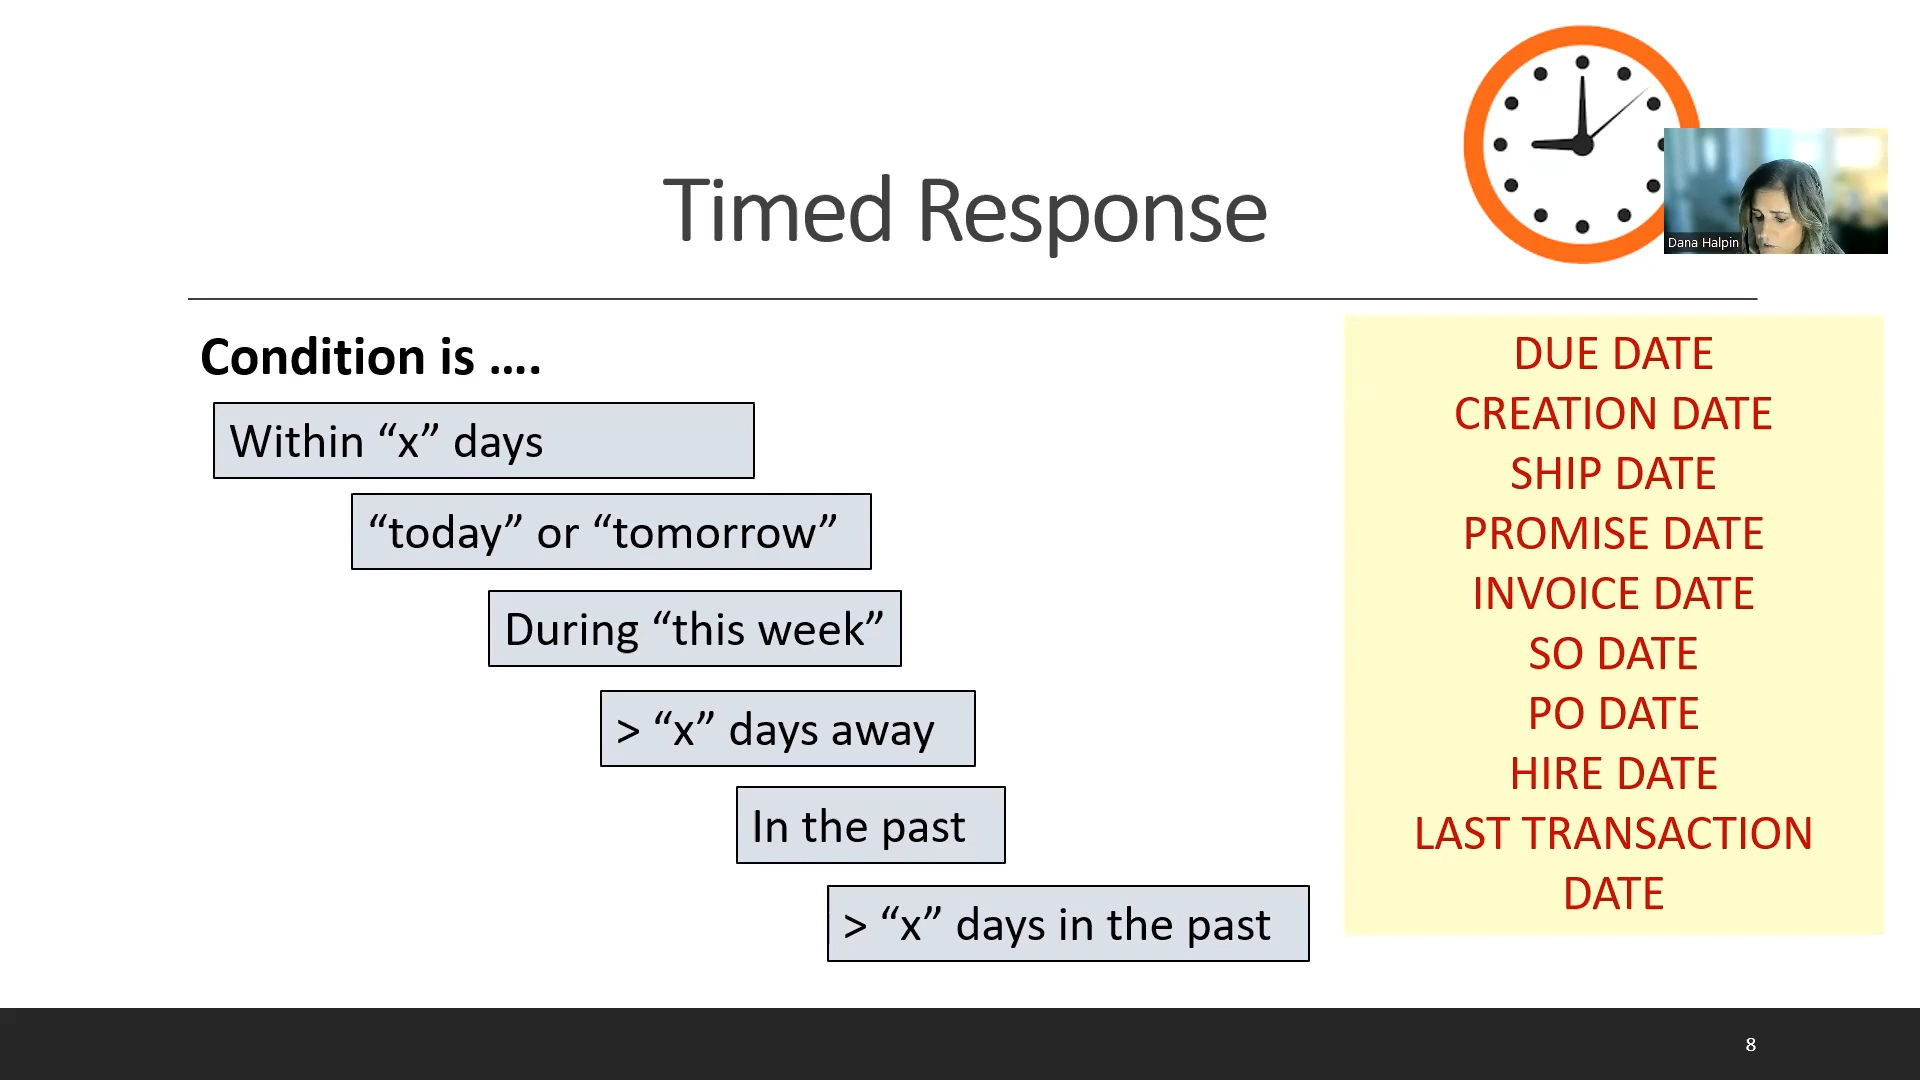 Timed Response
Dana Halpin
Condition is ....
Within “x” days
“today” or “tomorrow”
During “this week”
> “x” days away
In the past
> “x” days in the past
DUE DATE
CREATION DATE
SHIP DATE
PROMISE DATE
INVOICE DATE
SO DATE
PO DATE
HIRE DATE
LAST TRANSACTION
DATE
8